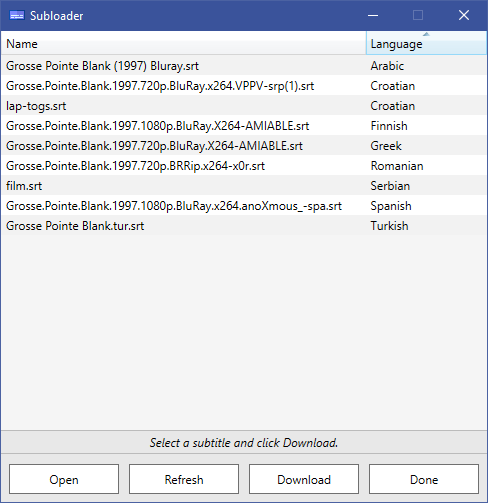 Subloader
Name Language
Grosse Pointe Blank (1997) Bluray.srt Arabic
Grosse.Pointe.Blank.1997.720p.BluRay.x264.VPPV-srp(1).srt Croatian
lap-togs.srt Croatian
Grosse.Pointe.Blank.1997.1080p.BluRay.X264-AMIABLE.srt Finnish
Grosse.Pointe.Blank.1997.720p.BluRay.X264-AMIABLE.srt Greek
Grosse.Pointe.Blank.1997.720p.BRRip.x264-x0r.srt Romanian
film.srt Serbian
Grosse.Pointe.Blank.1997.1080p.BluRay.x264.anoXmous_-spa.srt Spanish
Grosse Pointe Blank.tur.srt Turkish
Select a subtitle and click Download.
Open Refresh Download Done